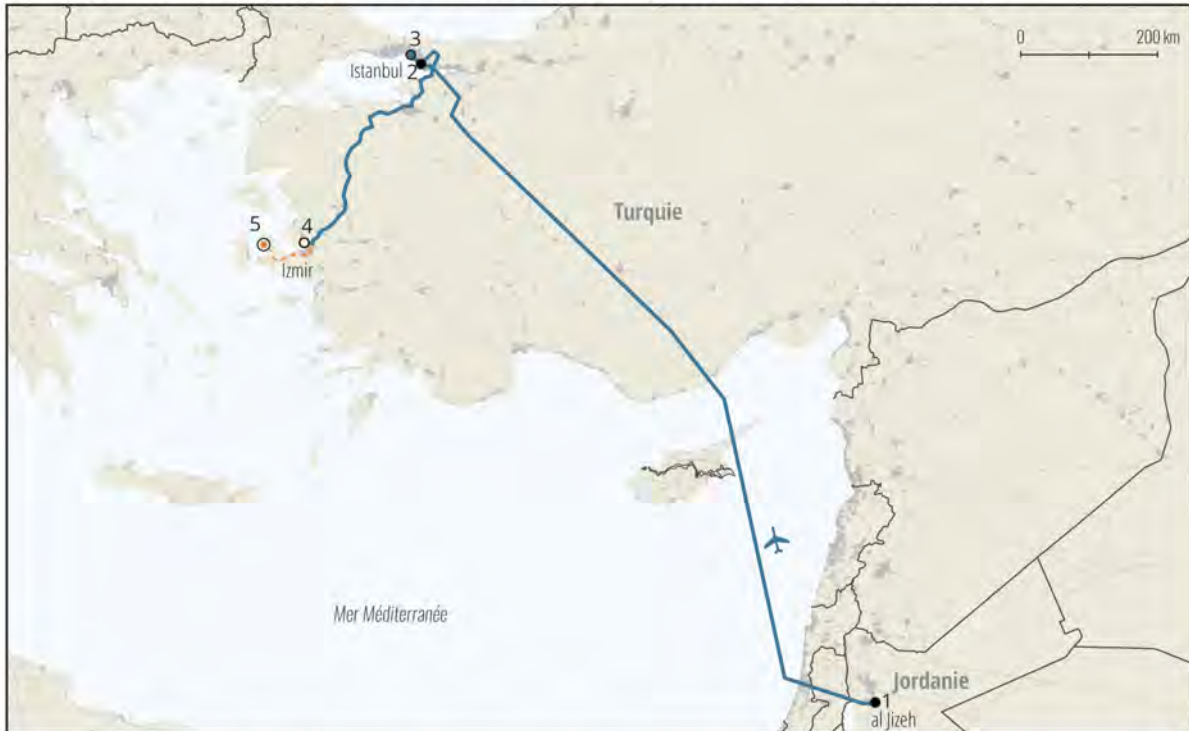 3
Istanbul 2
0 200 km
Turquie
5
4
Izmir
Mer Méditerranée
Jordanie
1
al Jizeh